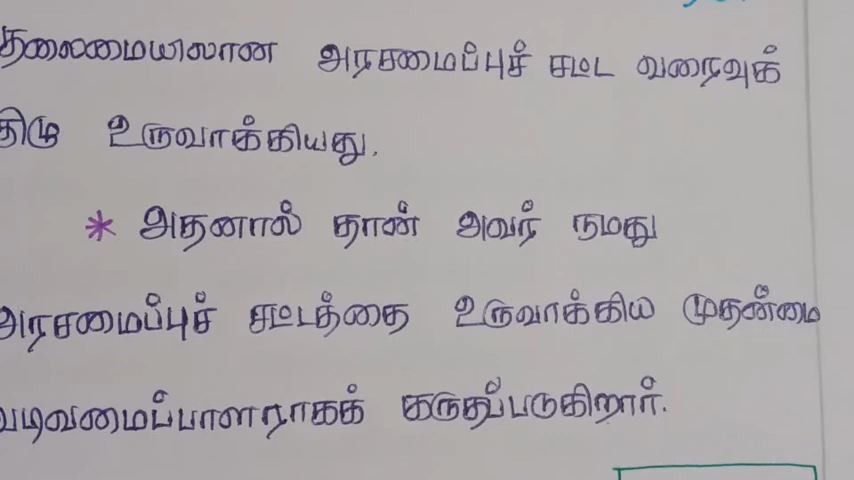 தலைமையிலான அரசமைப்புச் சட்ட வரைவுக்
குழு உருவாக்கியது.
* அதனால் தான் அவர் நமது
அரசமைப்புச் சட்டத்தை உருவாக்கிய முதன்மை
வடிவமைப்பாளராகக் கருதப்படுகிறார்.